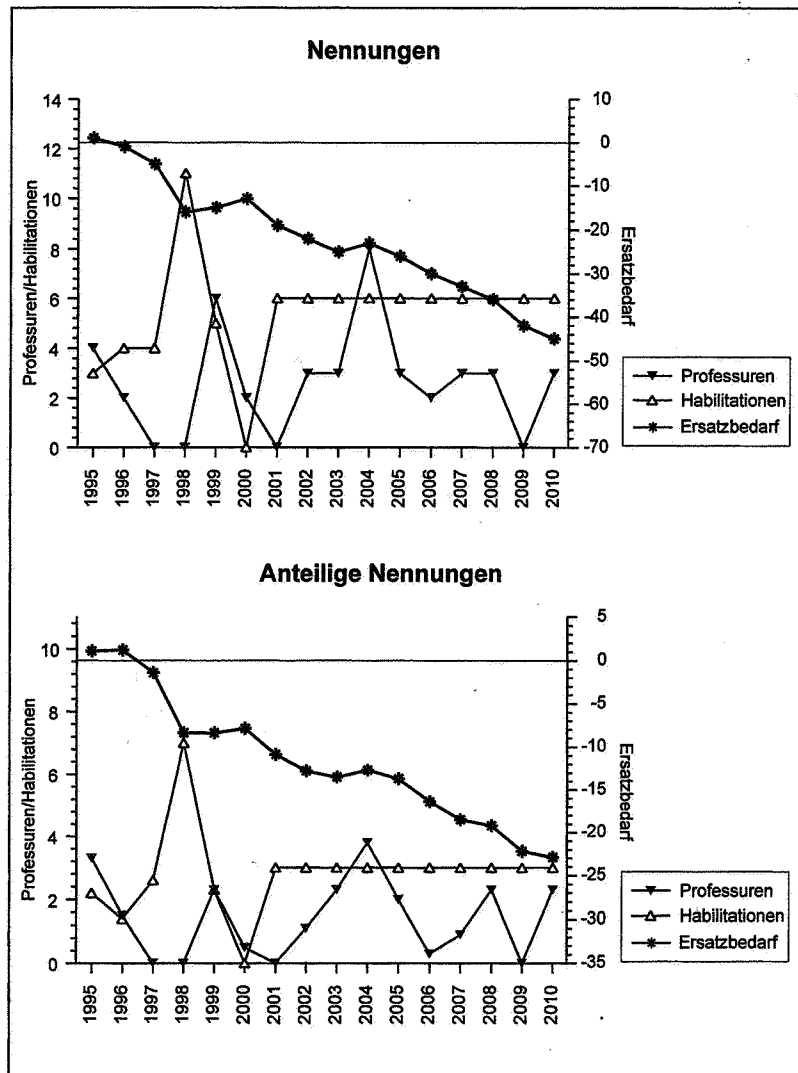 Nennungen
14
12
10
8
6
4
2
0
Professuren/Habilitationen
10
0
-10
-20
-30
-40
-50
-60
-70
Ersatzbedarf
1995 1996 1997 1998 1999 2000 2001 2002 2003 2004 2005 2006 2007 2008 2009 2010
Professuren
Habilitationen
Ersatzbedarf
Anteilige Nennungen
10
8
6
4
2
0
Professuren/Habilitationen
5
0
-5
-10
-15
-20
-25
-30
-35
Ersatzbedarf
1995 1996 1997 1998 1999 2000 2001 2002 2003 2004 2005 2006 2007 2008 2009 2010
Professuren
Habilitationen
Ersatzbedarf